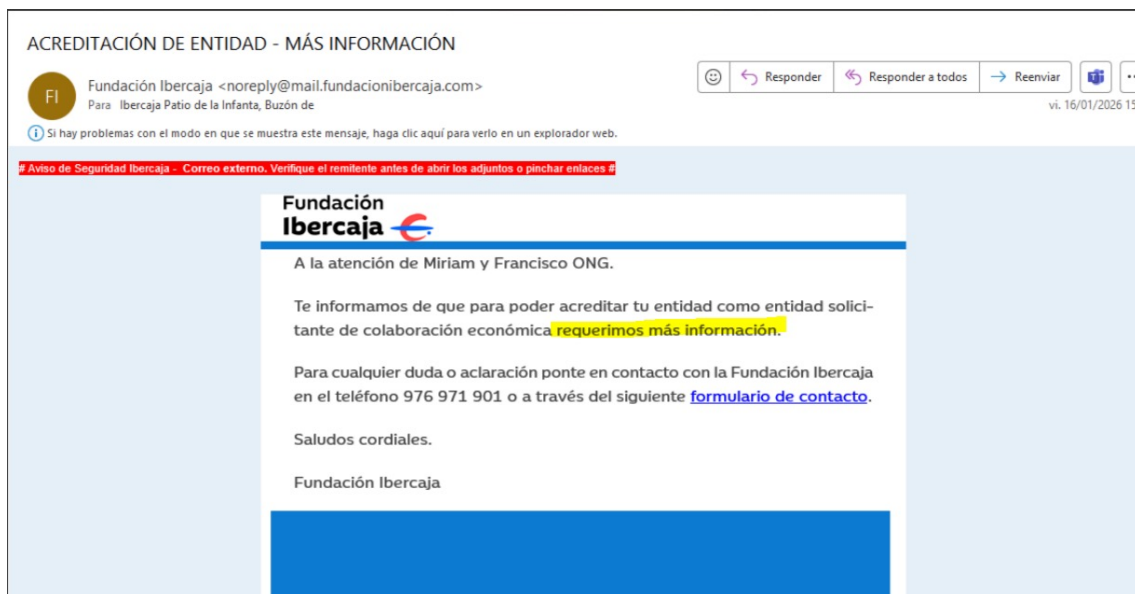 ACREDITACIÓN DE ENTIDAD - MÁS INFORMACIÓN
FI
Fundación Ibercaja <noreply@mail.fundacionibercaja.com>
Para Ibercaja Patio de la Infanta, Buzón de
Responder
Responder a todos
Reenviar
vi. 16/01/2026 15
Si hay problemas con el modo en que se muestra este mensaje, haga clic aquí para verlo en un explorador web.
# Aviso de Seguridad Ibercaja - Correo externo. Verifique el remitente antes de abrir los adjuntos o pinchar enlaces #
Fundación
Ibercaja
A la atención de Miriam y Francisco ONG.
Te informamos de que para poder acreditar tu entidad como entidad solici-
tante de colaboración económica requerimos más información.
Para cualquier duda o aclaración ponte en contacto con la Fundación Ibercaja
en el teléfono 976 971 901 o a través del siguiente formulario de contacto.
Saludos cordiales.
Fundación Ibercaja